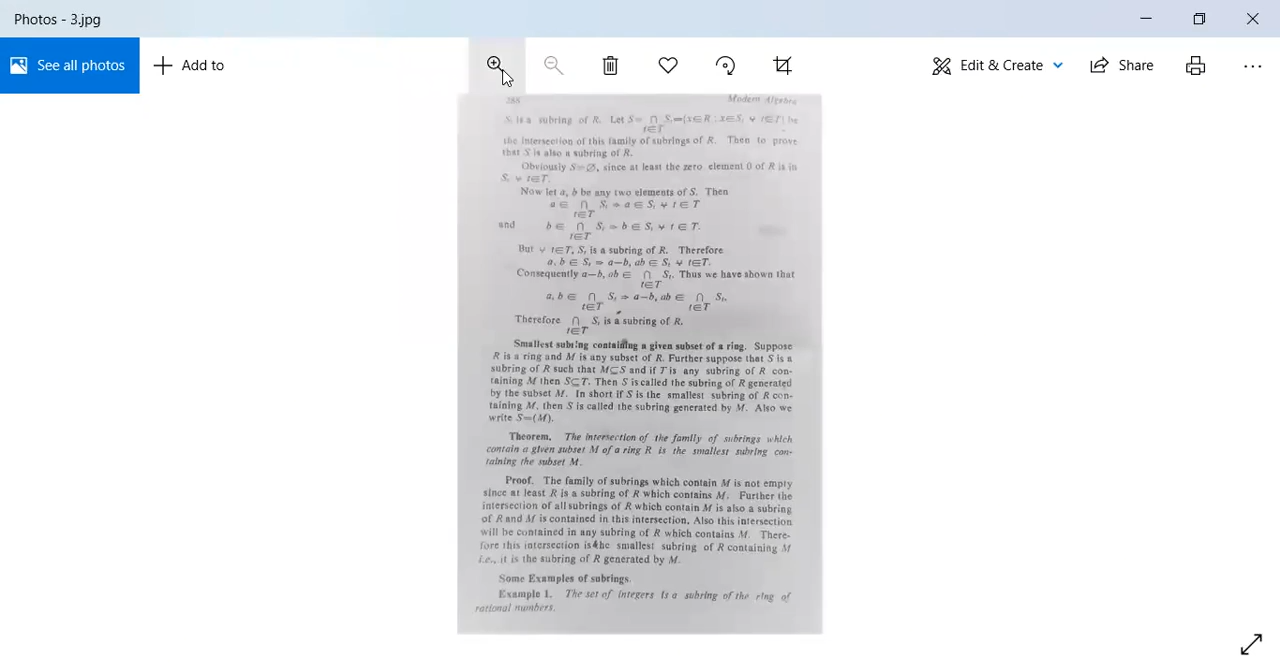 Photos - 3.jpg
See all photos
Add to
Edit & Create
Share
288 Modern Algebra
St is a subring of R. Let S= ∩ St={x∈R : x∈St ∀ t∈T} be
t∈T
the intersection of this family of subrings of R. Then to prove
that S is also a subring of R.
Obviously S≠∅, since at least the zero element 0 of R is in
St ∀ t∈T.
Now let a, b be any two elements of S. Then
a ∈ ∩ St ⇒ a ∈ St ∀ t ∈ T
t∈T
and b ∈ ∩ St ⇒ b ∈ St ∀ t ∈ T.
t∈T
But ∀ t∈T, St is a subring of R. Therefore
a, b ∈ St ⇒ a−b, ab ∈ St ∀ t∈T.
Consequently a−b, ab ∈ ∩ St. Thus we have shown that
t∈T
a, b ∈ ∩ St ⇒ a−b, ab ∈ ∩ St.
t∈T t∈T
Therefore ∩ St is a subring of R.
t∈T
Smallest subring containing a given subset of a ring. Suppose
R is a ring and M is any subset of R. Further suppose that S is a
subring of R such that M⊆S and if T is any subring of R con-
taining M then S⊆T. Then S is called the subring of R generated
by the subset M. In short if S is the smallest subring of R con-
taining M, then S is called the subring generated by M. Also we
write S=(M).
Theorem. The intersection of the family of subrings which
contain a given subset M of a ring R is the smallest subring con-
taining the subset M.
Proof. The family of subrings which contain M is not empty
since at least R is a subring of R which contains M. Further the
intersection of all subrings of R which contain M is also a subring
of R and M is contained in this intersection. Also this intersection
will be contained in any subring of R which contains M. There-
fore this intersection is the smallest subring of R containing M
i.e., it is the subring of R generated by M.
Some Examples of subrings.
Example 1. The set of integers is a subring of the ring of
rational numbers.